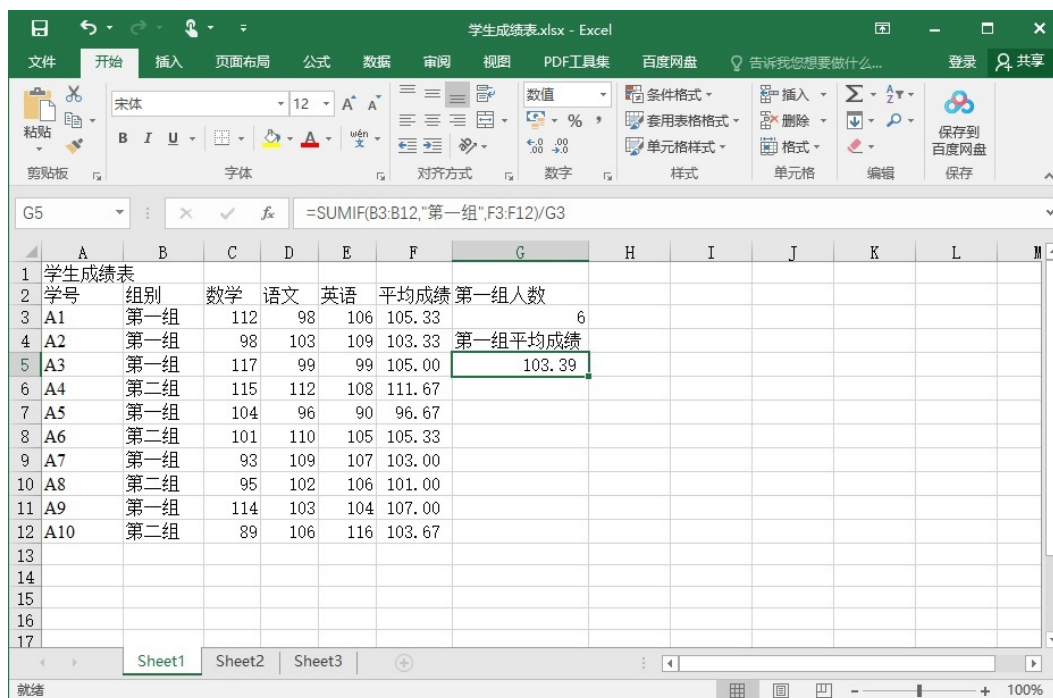 学生成绩表.xlsx - Excel
文件 开始 插入 页面布局 公式 数据 审阅 视图 PDF工具集 百度网盘 告诉我您想要做什么... 登录 共享
宋体 12 A A 数值 条件格式 插入
粘贴 B I U A wén 文 % , 套用表格格式 删除 保存到
.00 .0 单元格样式 格式 百度网盘
剪贴板 字体 对齐方式 数字 样式 单元格 编辑 保存
G5 fx =SUMIF(B3:B12,"第一组",F3:F12)/G3
A B C D E F G H I J K L M
1 学生成绩表
2 学号 组别 数学 语文 英语 平均成绩 第一组人数
3 A1 第一组 112 98 106 105.33 6
4 A2 第一组 98 103 109 103.33 第一组平均成绩
5 A3 第一组 117 99 99 105.00 103.39
6 A4 第二组 115 112 108 111.67
7 A5 第一组 104 96 90 96.67
8 A6 第二组 101 110 105 105.33
9 A7 第一组 93 109 107 103.00
10 A8 第二组 95 102 106 101.00
11 A9 第一组 114 103 104 107.00
12 A10 第二组 89 106 116 103.67
13
14
15
16
17
Sheet1 Sheet2 Sheet3
就绪 100%